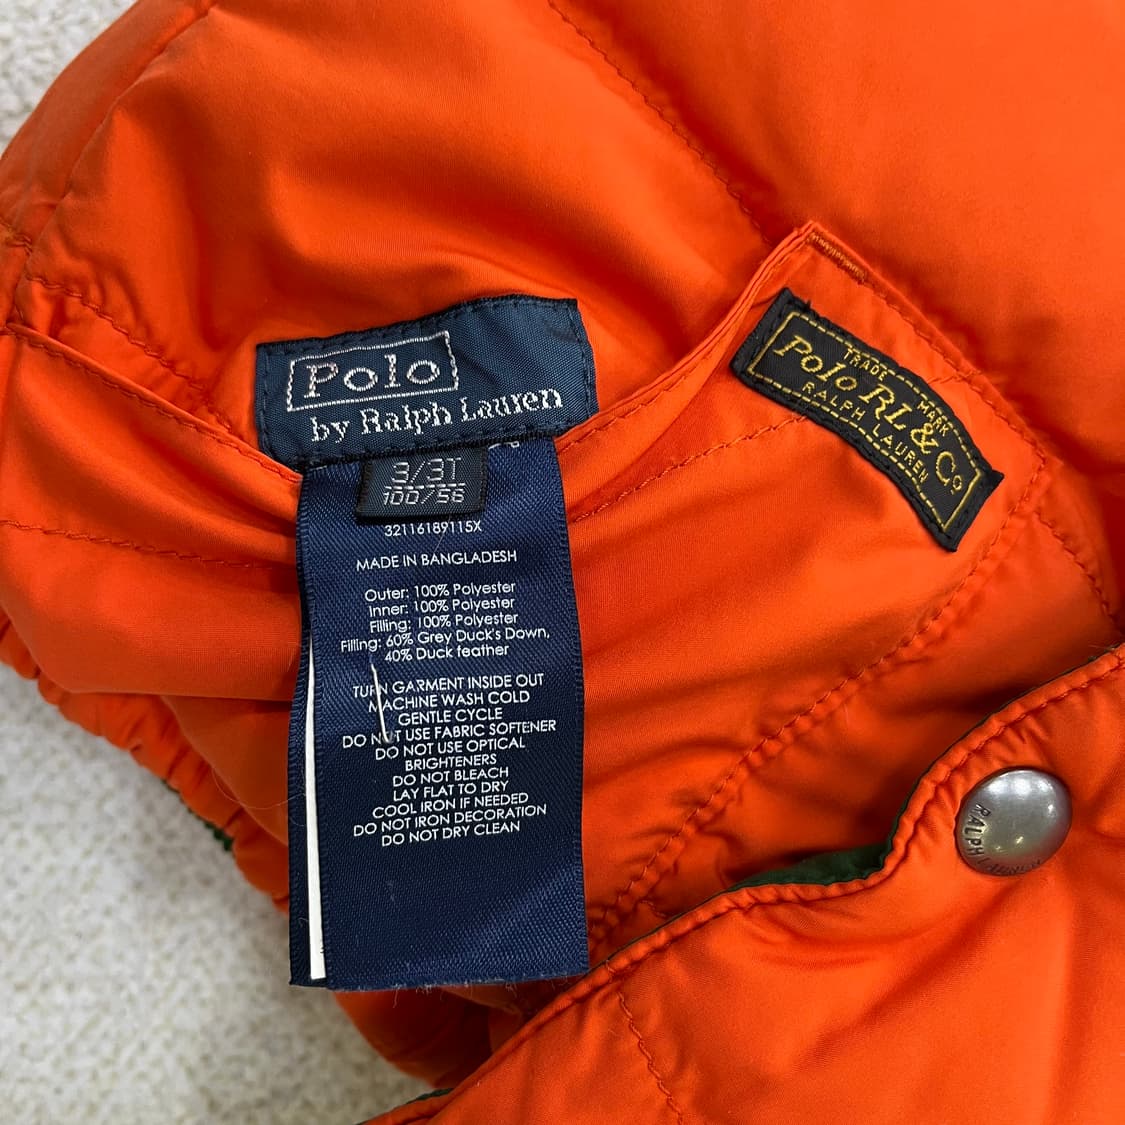 Polo
by Ralph Lauren
3/3T
100/56
32116189115X
MADE IN BANGLADESH
Outer: 100% Polyester
Inner: 100% Polyester
Filling: 100% Polyester
Filling: 60% Grey Duck's Down,
40% Duck feather
TURN GARMENT INSIDE OUT
MACHINE WASH COLD
GENTLE CYCLE
DO NOT USE FABRIC SOFTENER
DO NOT USE OPTICAL
BRIGHTENERS
DO NOT BLEACH
LAY FLAT TO DRY
COOL IRON IF NEEDED
DO NOT IRON DECORATION
DO NOT DRY CLEAN
TRADE MARK
Polo RL & Co
RALPH LAUREN
RALPH LAUREN